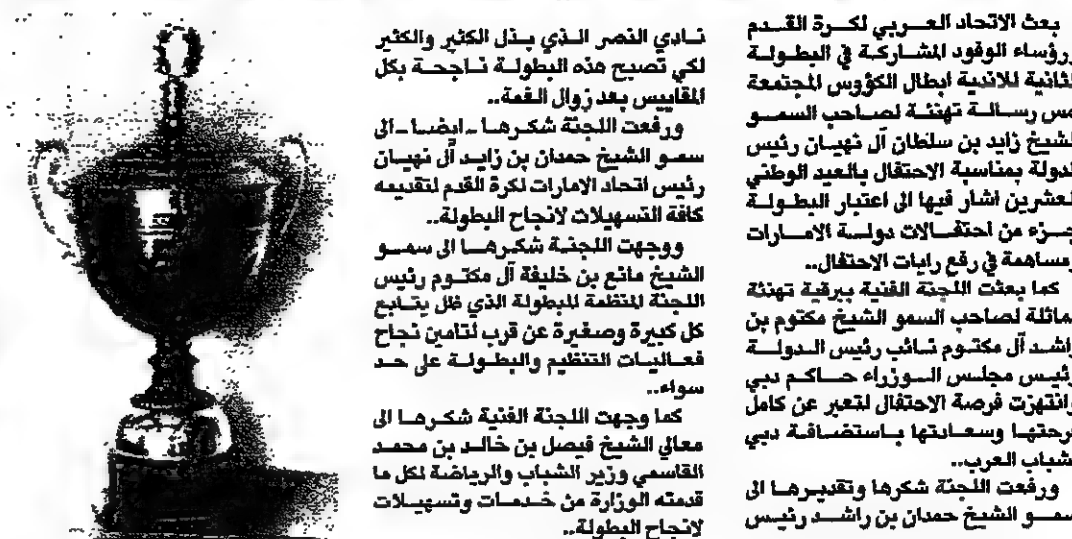 بعث الاتحاد العربي لكرة القدم
ورؤساء الوفود المشاركة في البطولة
الثانية للاندية ابطال الكؤوس المجتمعة
امس رسالة تهنئة لصاحب السمو
الشيخ زايد بن سلطان آل نهيان رئيس
الدولة بمناسبة الاحتفال بالعيد الوطني
العشرين اشار فيها الى اعتبار البطولة
جزء من احتفالات دولة الامارات
ومساهمة في رفع رايات الاحتفال..
كما بعثت اللجنة الفنية ببرقية تهنئة
مماثلة لصاحب السمو الشيخ مكتوم بن
راشد آل مكتوم نائب رئيس الدولة
رئيس مجلس الوزراء حاكم دبي
وانتهزت فرصة الاحتفال لتعبر عن كامل
فرحتها وسعادتها باستضافة دبي
لشباب العرب..
ورفعت اللجنة شكرها وتقديرها الى
سمو الشيخ حمدان بن راشد رئيس
نادي النصر الذي بذل الكثير والكثير
لكي تصبح هذه البطولة ناجحة بكل
المقاييس بعد زوال الغمة..
ورفعت اللجنة شكرها ـ ايضا ـ الى
سمو الشيخ حمدان بن زايد آل نهيان
رئيس اتحاد الامارات لكرة القدم لتقديمه
كافة التسهيلات لانجاح البطولة..
ووجهت اللجنة شكرها الى سمو
الشيخ مانع بن خليفة آل مكتوم رئيس
اللجنة المنظمة للبطولة الذي ظل يتابع
كل كبيرة وصغيرة عن قرب لتامين نجاح
فعاليات التنظيم والبطولة على حد
سواء..
كما وجهت اللجنة الفنية شكرها الى
معالي الشيخ فيصل بن خالد بن محمد
القاسمي وزير الشباب والرياضة لكل ما
قدمته الوزارة من خدمات وتسهيلات
لانجاح البطولة..